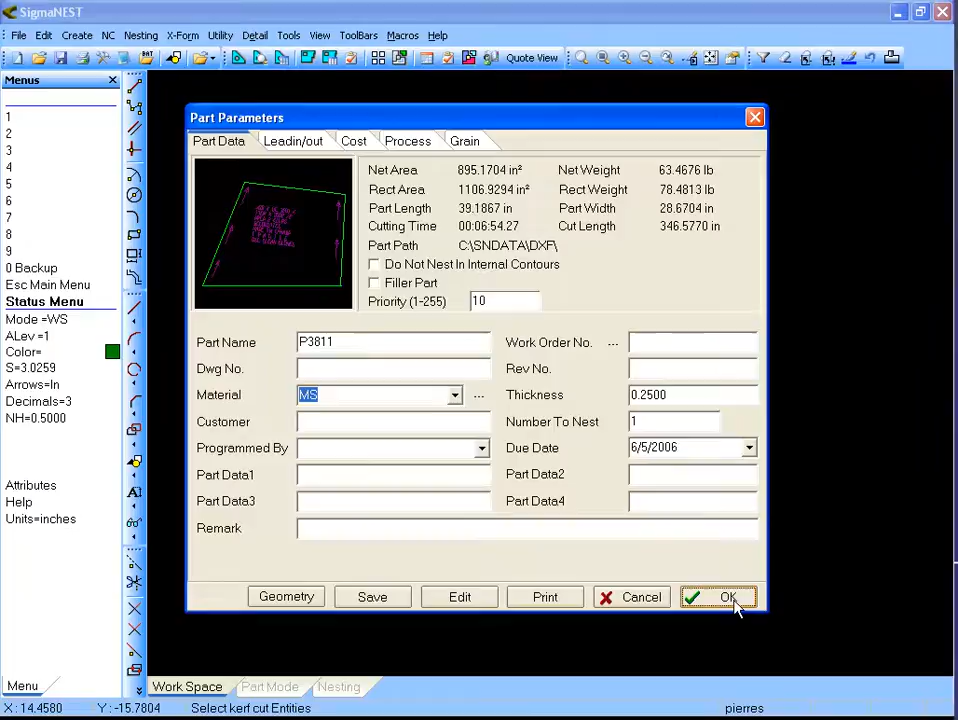 SigmaNEST
File Edit Create NC Nesting X-Form Utility Detail Tools View ToolBars Macros Help
BAT Quote View
Menus
1
2
3
4
5
6
7
8
9
0 Backup
Esc Main Menu
Status Menu
Mode =WS
ALev =1
Color=
S=3.0259
Arrows=In
Decimals=3
NH=0.5000
Attributes
Help
Units=inches
Part Parameters
Part Data Leadin/out Cost Process Grain
Net Area 895.1704 in² Net Weight 63.4676 lb
Rect Area 1106.9294 in² Rect Weight 78.4813 lb
Part Length 39.1867 in Part Width 28.6704 in
Cutting Time 00:06:54.27 Cut Length 346.5770 in
Part Path C:\SNDATA\DXF\
Do Not Nest In Internal Contours
Filler Part
Priority (1-255) 10
Part Name P3811 Work Order No. ...
Dwg No. Rev No.
Material MS ... Thickness 0.2500
Customer Number To Nest 1
Programmed By Due Date 6/5/2006
Part Data1 Part Data2
Part Data3 Part Data4
Remark
Geometry Save Edit Print Cancel OK
Menu Work Space Part Mode Nesting
X: 14.4580 Y: -15.7804 Select kerf cut Entities pierres